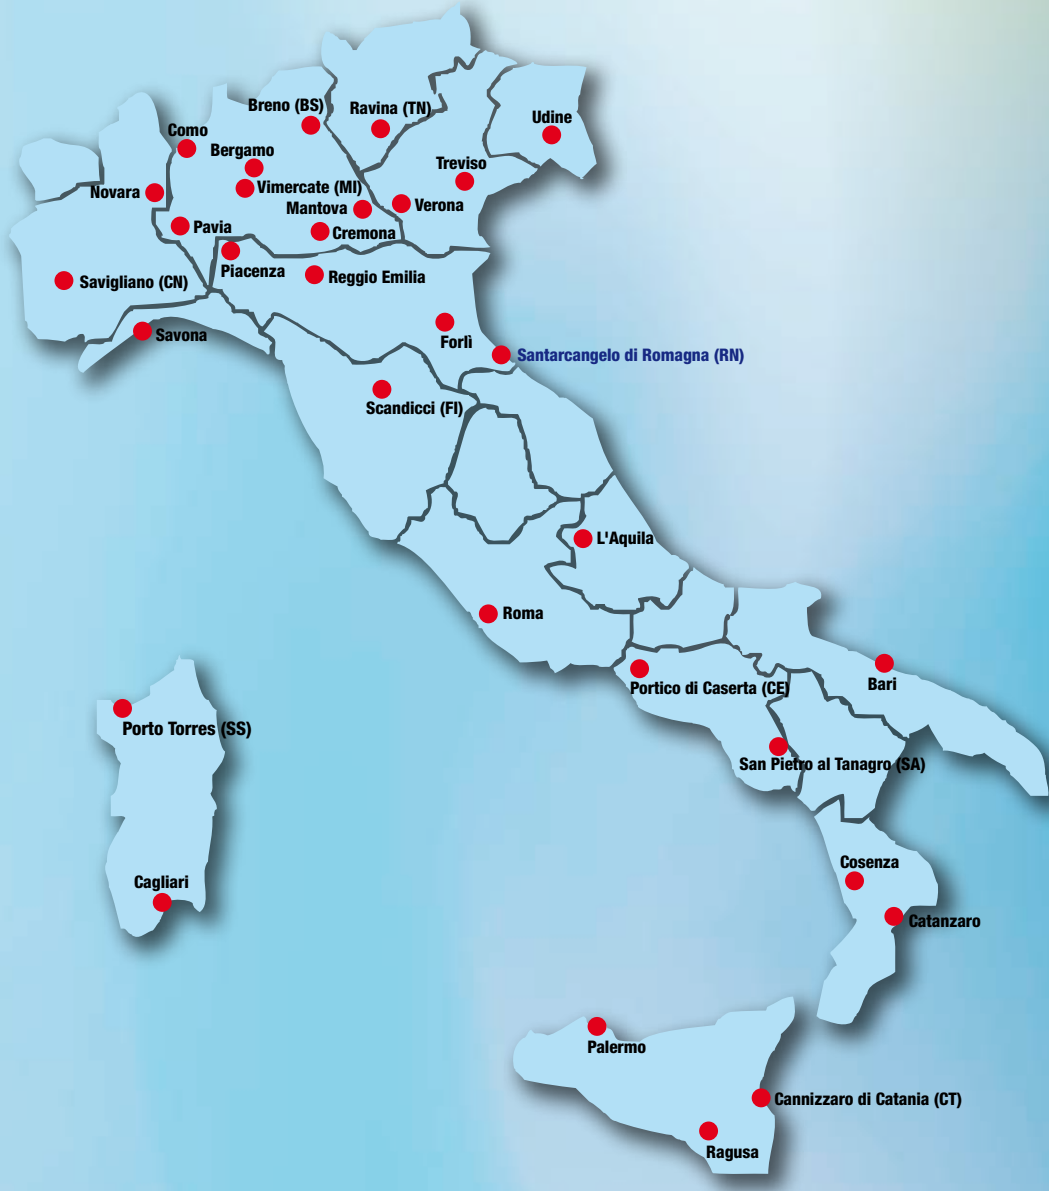 Breno (BS)
Ravina (TN)
Udine
Como
Bergamo
Treviso
Novara
Vimercate (MI)
Mantova
Verona
Pavia
Cremona
Piacenza
Reggio Emilia
Savigliano (CN)
Savona
Forlì
Santarcangelo di Romagna (RN)
Scandicci (FI)
L'Aquila
Roma
Portico di Caserta (CE)
Bari
Porto Torres (SS)
San Pietro al Tanagro (SA)
Cosenza
Cagliari
Catanzaro
Palermo
Cannizzaro di Catania (CT)
Ragusa